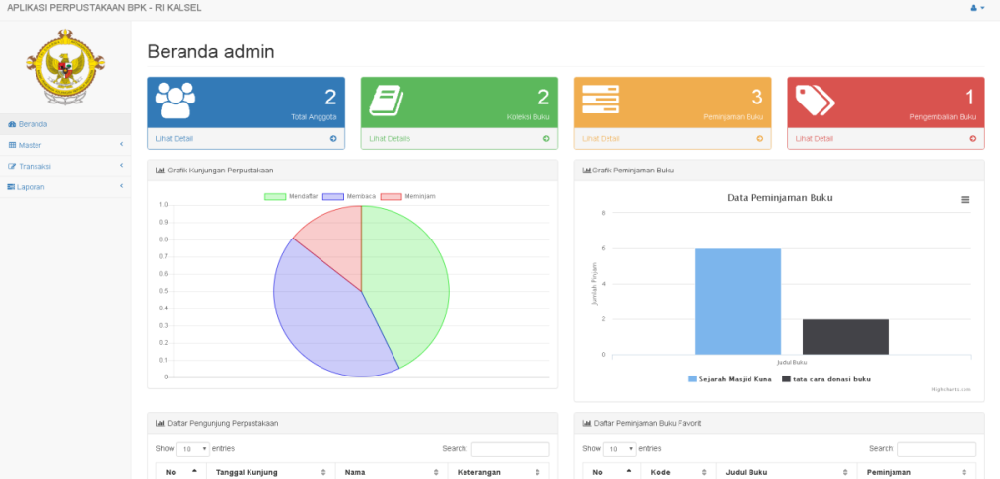 APLIKASI PERPUSTAKAAN BPK - RI KALSEL
Beranda
Master
Transaksi
Laporan
Beranda admin
2
Total Anggota
Lihat Detail
2
Koleksi Buku
Lihat Details
3
Peminjaman Buku
Lihat Detail
1
Pengembalian Buku
Lihat Detail
Grafik Kunjungan Perpustakaan
Mendaftar Membaca Meminjam
1.0
0.9
0.8
0.7
0.6
0.5
0.4
0.3
0.2
0.1
0
Grafik Peminjaman Buku
Data Peminjaman Buku
Jumlah Pinjam
8
6
4
2
0
Judul Buku
Sejarah Masjid Kuna tata cara donasi buku
Highcharts.com
Daftar Pengunjung Perpustakaan
Show 10 entries Search:
No Tanggal Kunjung Nama Keterangan
Daftar Peminjaman Buku Favorit
Show 10 entries Search:
No Kode Judul Buku Peminjaman